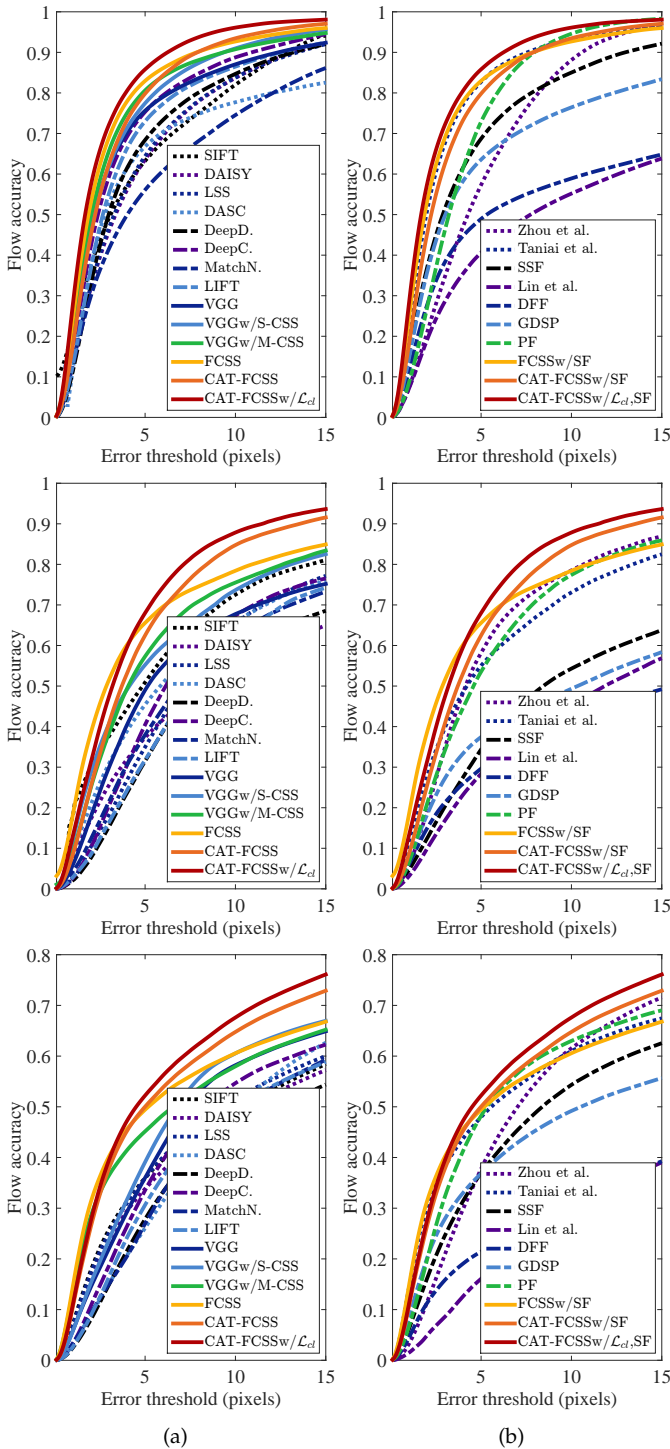 1
0.9
0.8
0.7
0.6
0.5
0.4
0.3
0.2
0.1
0
Flow accuracy
SIFT
DAISY
LSS
DASC
DeepD.
DeepC.
MatchN.
LIFT
VGG
VGGw/S-CSS
VGGw/M-CSS
FCSS
CAT-FCSS
CAT-FCSSw/ℒcl
5 10 15
Error threshold (pixels)
1
0.9
0.8
0.7
0.6
0.5
0.4
0.3
0.2
0.1
0
Flow accuracy
Zhou et al.
Taniai et al.
SSF
Lin et al.
DFF
GDSP
PF
FCSSw/SF
CAT-FCSSw/SF
CAT-FCSSw/ℒcl,SF
5 10 15
Error threshold (pixels)
1
0.9
0.8
0.7
0.6
0.5
0.4
0.3
0.2
0.1
0
Flow accuracy
SIFT
DAISY
LSS
DASC
DeepD.
DeepC.
MatchN.
LIFT
VGG
VGGw/S-CSS
VGGw/M-CSS
FCSS
CAT-FCSS
CAT-FCSSw/ℒcl
5 10 15
Error threshold (pixels)
1
0.9
0.8
0.7
0.6
0.5
0.4
0.3
0.2
0.1
0
Flow accuracy
Zhou et al.
Taniai et al.
SSF
Lin et al.
DFF
GDSP
PF
FCSSw/SF
CAT-FCSSw/SF
CAT-FCSSw/ℒcl,SF
5 10 15
Error threshold (pixels)
0.8
0.7
0.6
0.5
0.4
0.3
0.2
0.1
0
Flow accuracy
SIFT
DAISY
LSS
DASC
DeepD.
DeepC.
MatchN.
LIFT
VGG
VGGw/S-CSS
VGGw/M-CSS
FCSS
CAT-FCSS
CAT-FCSSw/ℒcl
5 10 15
Error threshold (pixels)
0.8
0.7
0.6
0.5
0.4
0.3
0.2
0.1
0
Flow accuracy
Zhou et al.
Taniai et al.
SSF
Lin et al.
DFF
GDSP
PF
FCSSw/SF
CAT-FCSSw/SF
CAT-FCSSw/ℒcl,SF
5 10 15
Error threshold (pixels)
(a)
(b)